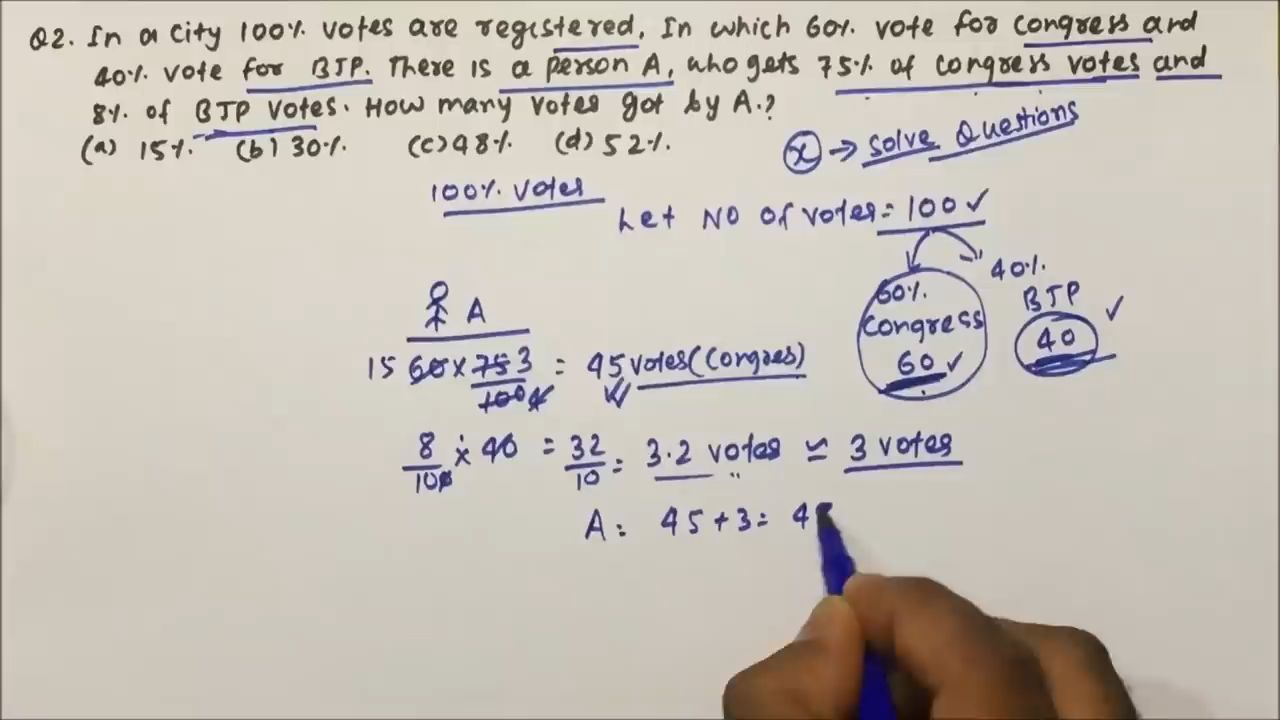 Q2. In a city 100% votes are registered. In which 60% vote for congress and
40% vote for BJP. There is a person A, who gets 75% of congress votes and
8% of BJP votes. How many votes got by A.?
(a) 15%. (b) 30%. (c) 48%. (d) 52%.
(x) → solve Questions
100% votes
Let NO of votes = 100 ✓
40%.
60%. BJP ✓
A congress 40
60 ✓
15 60 x 75 3 = 45 votes (congres)
100 4
8 x 40 = 32 = 3.2 votes ≃ 3 votes
100 10
A = 45 + 3 = 4